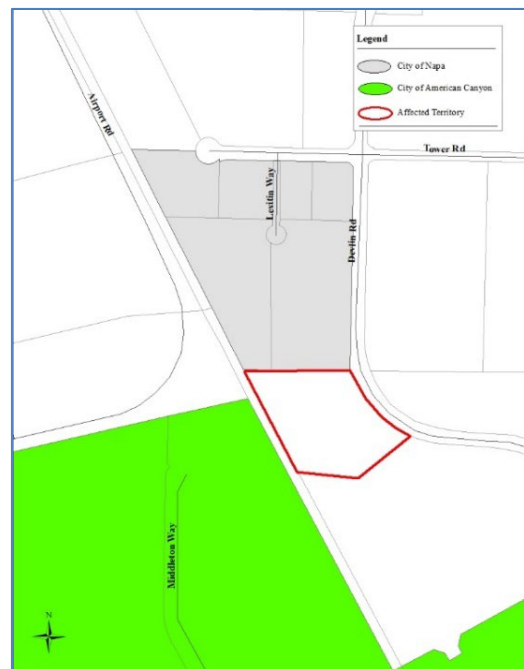 Legend
City of Napa
City of American Canyon
Affected Territory
Airport Rd
Tower Rd
Levitin Way
Devlin Rd
Middleton Way
N